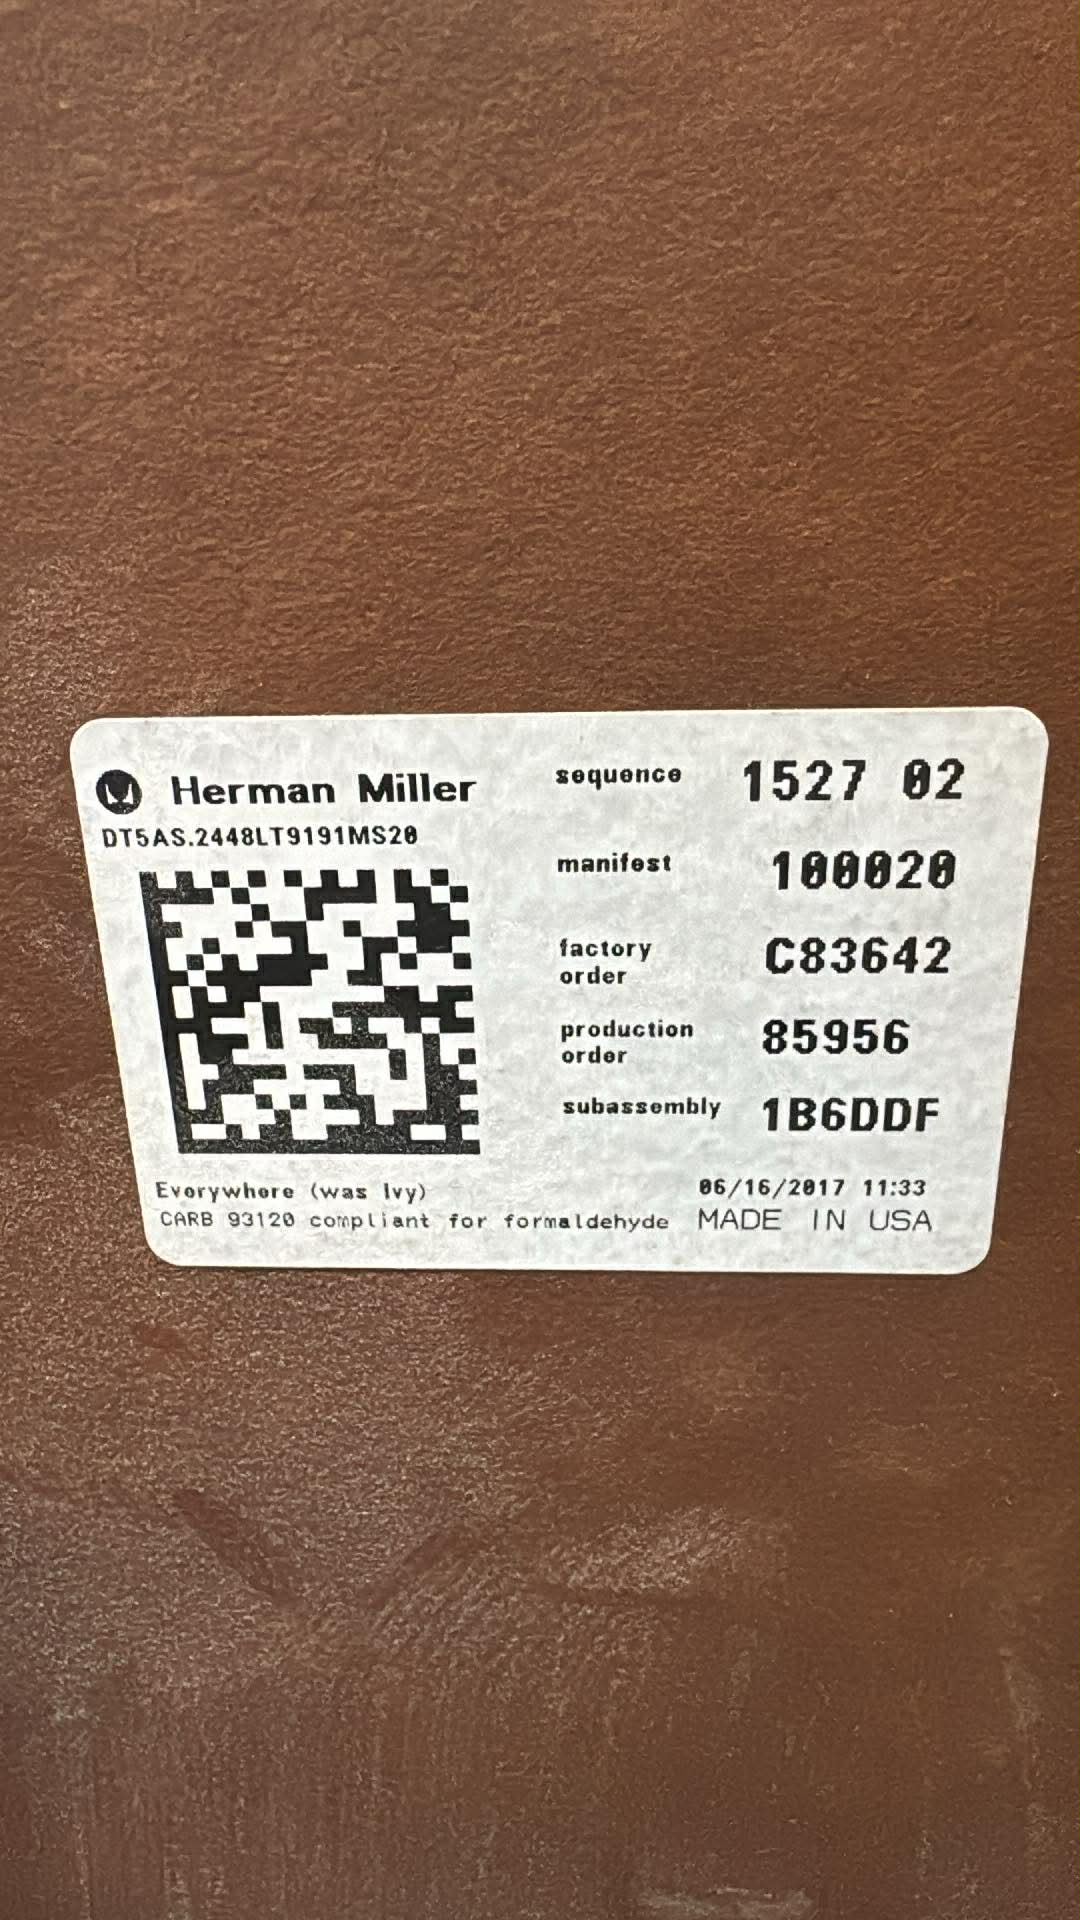 Herman Miller
DT5AS.2448LT9191MS20
sequence 1527 02
manifest 100020
factory order C83642
production order 85956
subassembly 1B6DDF
Everywhere (was Ivy) 06/16/2017 11:33
CARB 93120 compliant for formaldehyde MADE IN USA